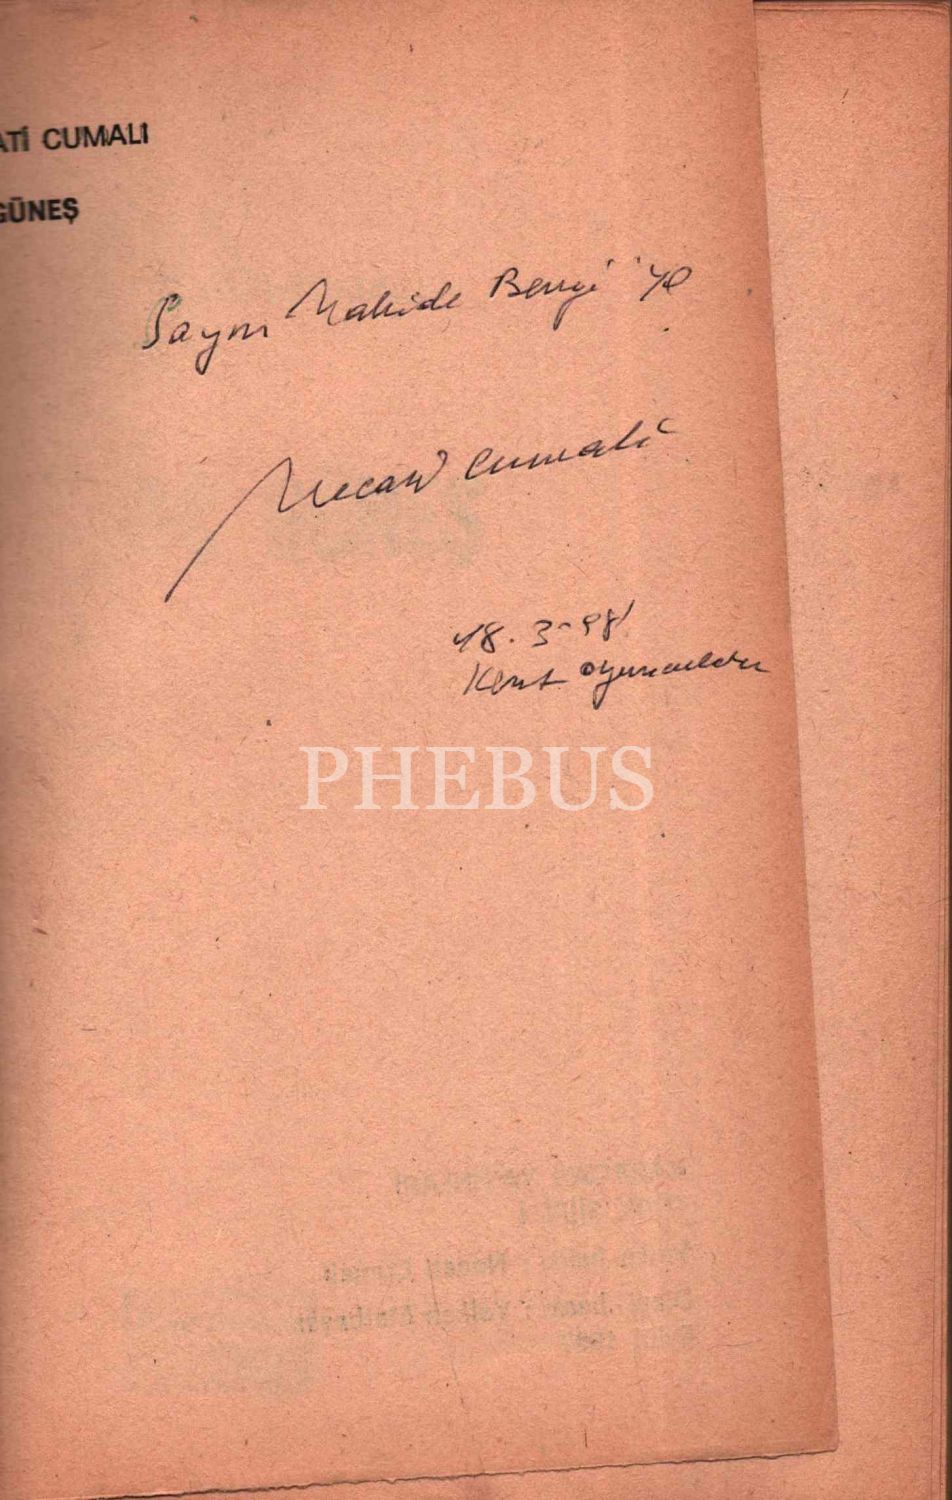 ATİ CUMALI
GÜNEŞ
Sayın Nahide Bengi'ye
Necati Cumalı
18.3-98
Kent Oyuncuları
PHEBUS